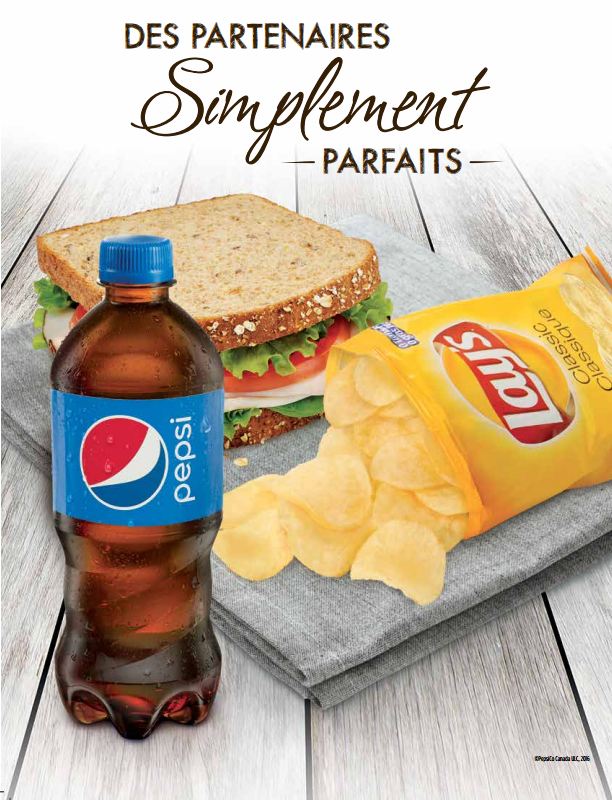 DES PARTENAIRES
Simplement
PARFAITS
Lay's
Classic
Classique
pepsi
©PepsiCo Canada ULC, 2016